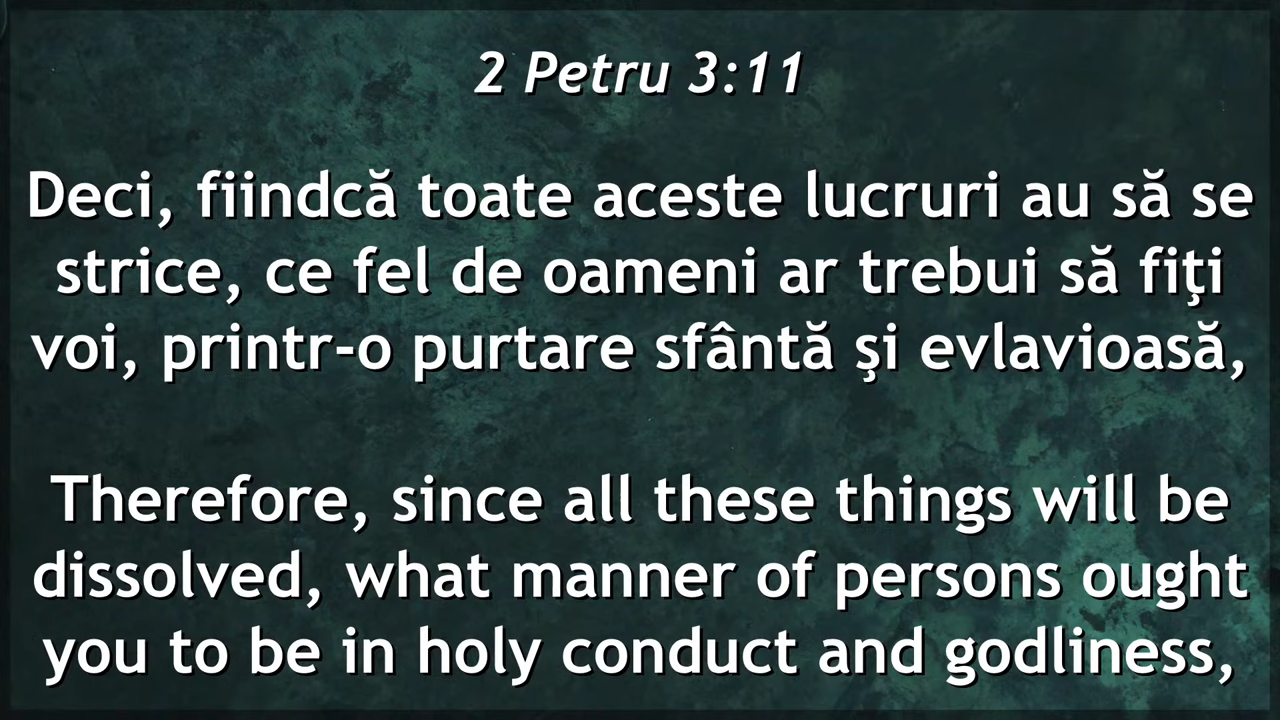 2 Petru 3:11
Deci, fiindcă toate aceste lucruri au să se
strice, ce fel de oameni ar trebui să fiţi
voi, printr-o purtare sfântă şi evlavioasă,
Therefore, since all these things will be
dissolved, what manner of persons ought
you to be in holy conduct and godliness,